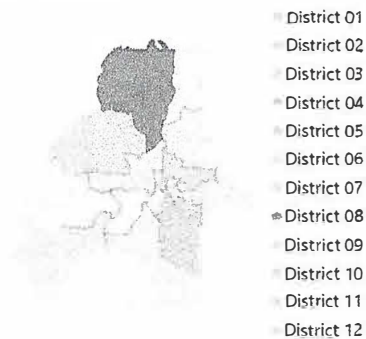 District 01
District 02
District 03
District 04
District 05
District 06
District 07
District 08
District 09
District 10
District 11
District 12